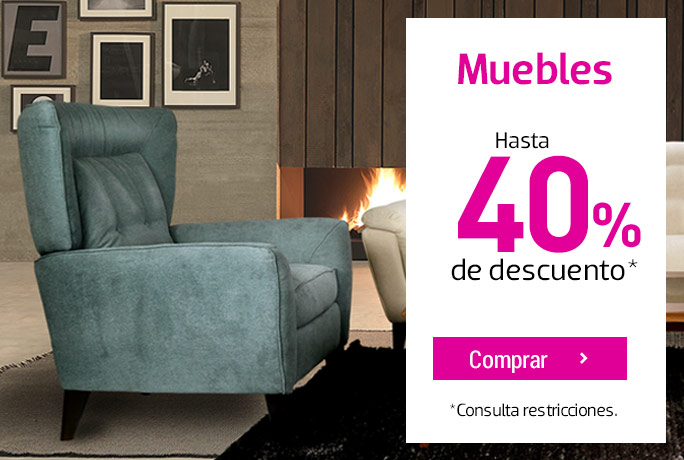 E
Muebles
Hasta
40%
de descuento*
Comprar >
*Consulta restricciones.